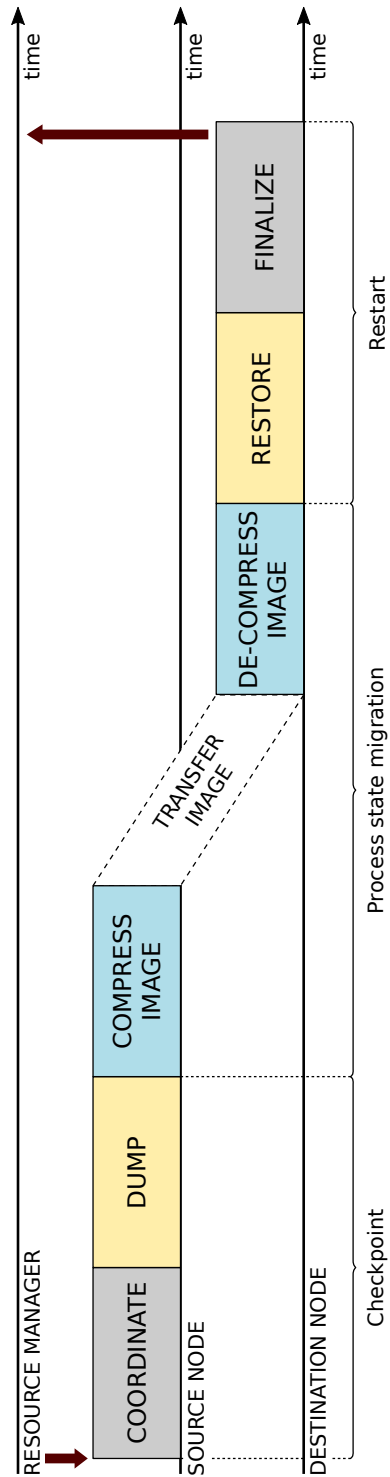 RESOURCE MANAGER
time
COORDINATE
DUMP
COMPRESS
IMAGE
TRANSFER
IMAGE
SOURCE NODE
time
DE-COMPRESS
IMAGE
RESTORE
FINALIZE
DESTINATION NODE
time
Checkpoint
Process state migration
Restart